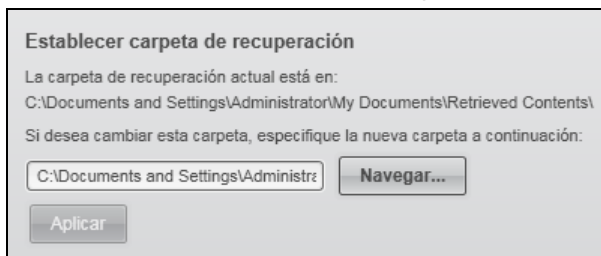 Establecer carpeta de recuperación
La carpeta de recuperación actual está en:
C:\Documents and Settings\Administrator\My Documents\Retrieved Contents\
Si desea cambiar esta carpeta, especifique la nueva carpeta a continuación:
C:\Documents and Settings\Administra Navegar...
Aplicar